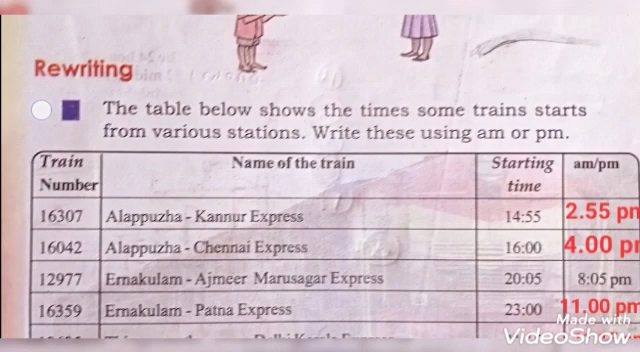 Rewriting
The table below shows the times some trains starts
from various stations. Write these using am or pm.
Train Number | Name of the train | Starting time | am/pm
16307 | Alappuzha - Kannur Express | 14:55 | 2.55 pm
16042 | Alappuzha - Chennai Express | 16:00 | 4.00 pm
12977 | Ernakulam - Ajmeer Marusagar Express | 20:05 | 8:05 pm
16359 | Ernakulam - Patna Express | 23:00 | 11.00 pm
Made with
VideoShow